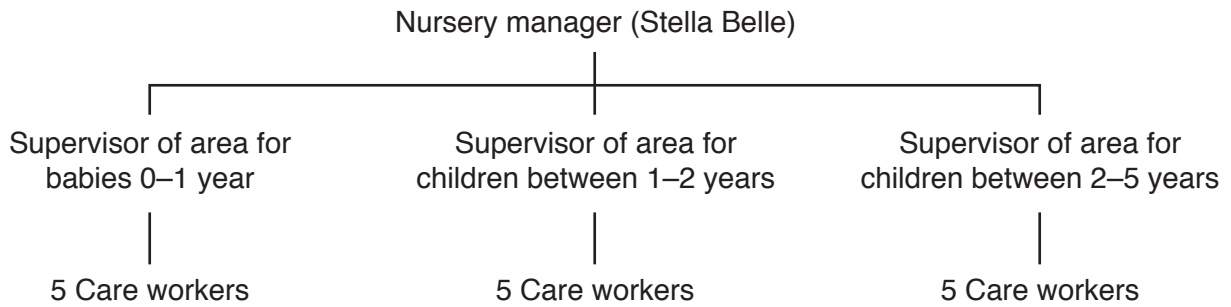 Nursery manager (Stella Belle)
Supervisor of area for
babies 0–1 year
Supervisor of area for
children between 1–2 years
Supervisor of area for
children between 2–5 years
5 Care workers
5 Care workers
5 Care workers